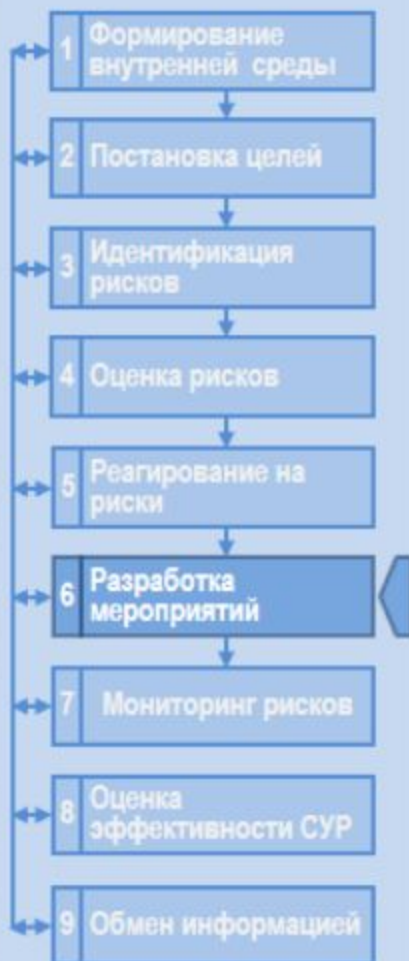 1 Формирование
внутренней среды
2 Постановка целей
3 Идентификация
рисков
4 Оценка рисков
5 Реагирование на
риски
6 Разработка
мероприятий
7 Мониторинг рисков
8 Оценка
эффективности СУР
9 Обмен информацией